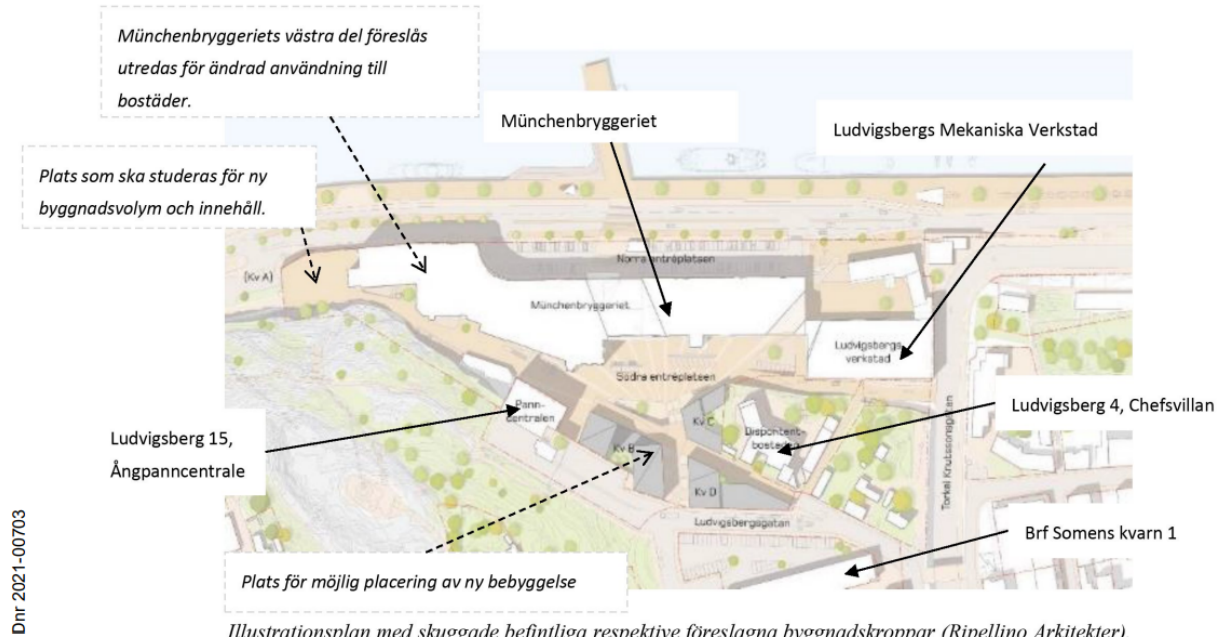 Münchenbryggeriets västra del föreslås
utredas för ändrad användning till
bostäder.
Münchenbryggeriet
Ludvigsbergs Mekaniska Verkstad
Plats som ska studeras för ny
byggnadsvolym och innehåll.
Norra entréplatsen
(Kv A)
Münchenbryggeriet
Ludvigsbergs
verkstad
Södra entréplatsen
Pann-
centralen
Kv C
Ludvigsberg 4, Chefsvillan
Disponent-
bostaden
Ludvigsberg 15,
Ångpanncentrale
Kv B
Kv D
Torkel Knutssonsgatan
Ludvigsbergsgatan
Brf Somens kvarn 1
Plats för möjlig placering av ny bebyggelse
Dnr 2021-00703
Illustrationsplan med skuggade befintliga respektive föreslagna byggnadskroppar (Ripellino Arkitekter)